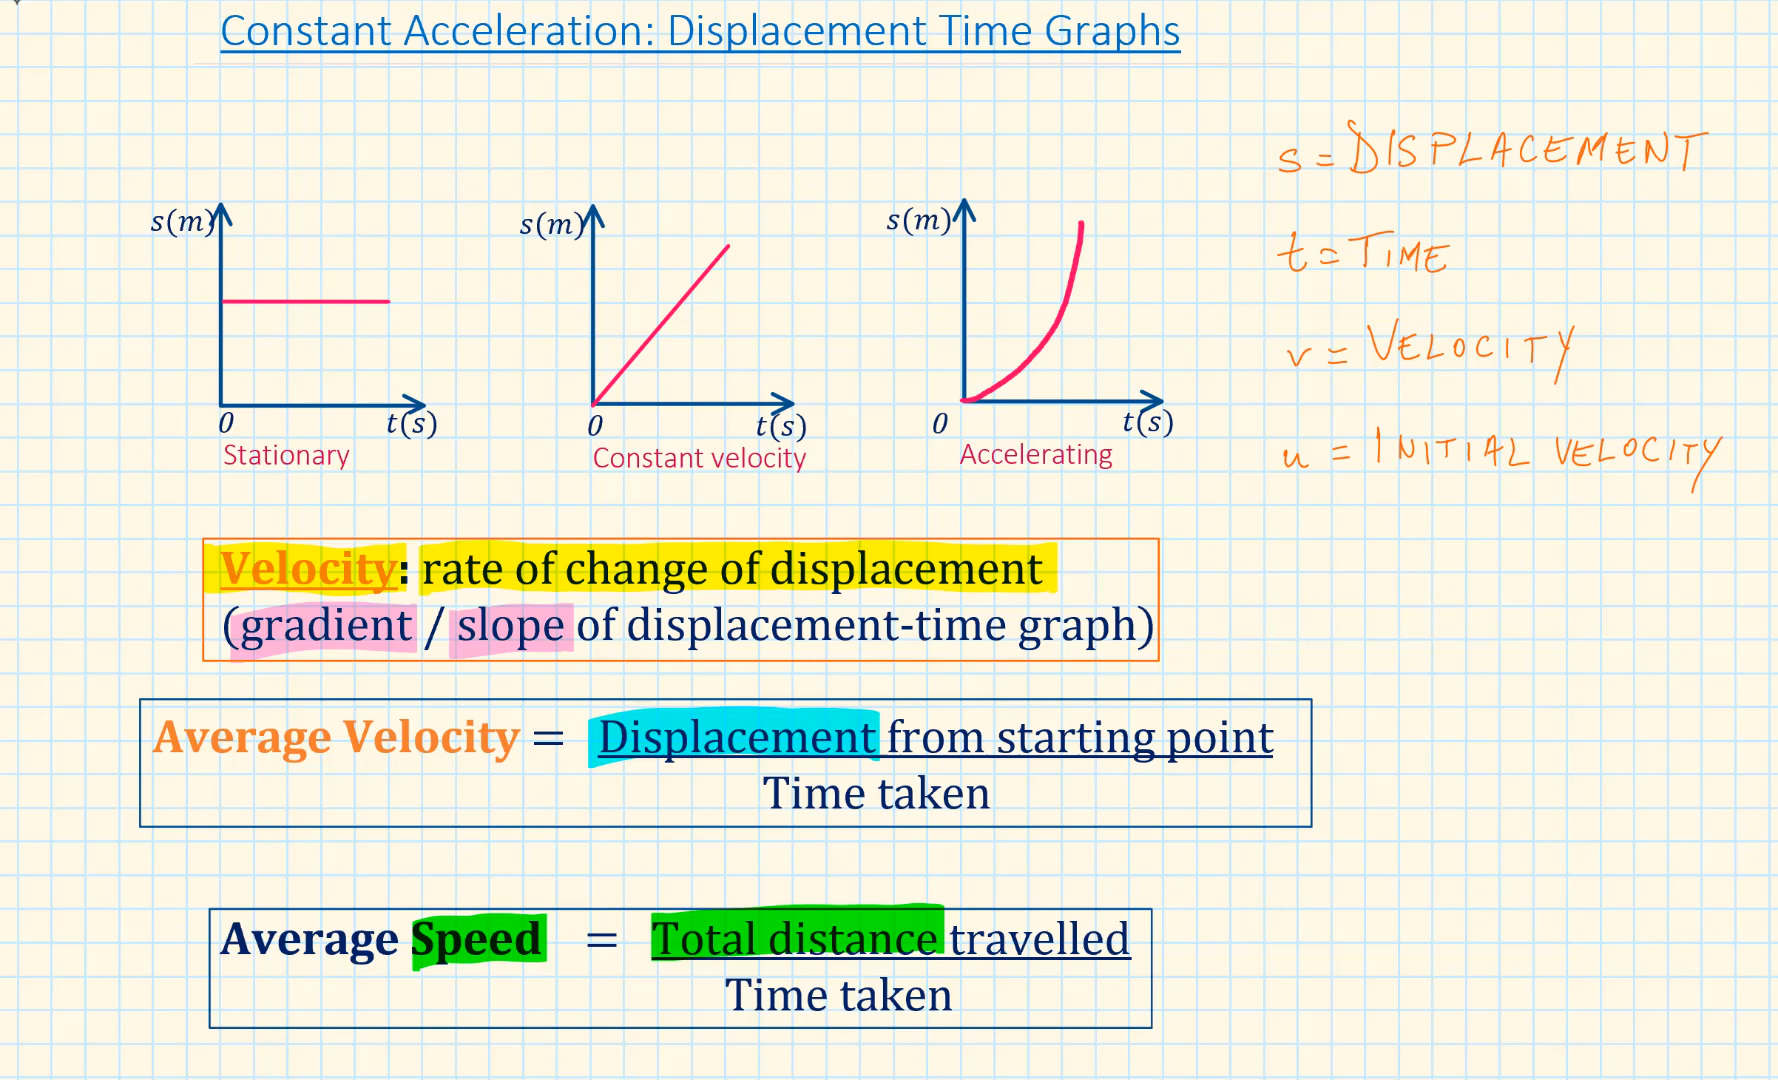 Constant Acceleration: Displacement Time Graphs
s = DISPLACEMENT
s(m) s(m) s(m)
t = TIME
v = VELOCITY
0 t(s) 0 t(s) 0 t(s)
Stationary Constant velocity Accelerating
u = INITIAL VELOCITY
Velocity: rate of change of displacement
(gradient / slope of displacement-time graph)
Average Velocity = Displacement from starting point
Time taken
Average Speed = Total distance travelled
Time taken